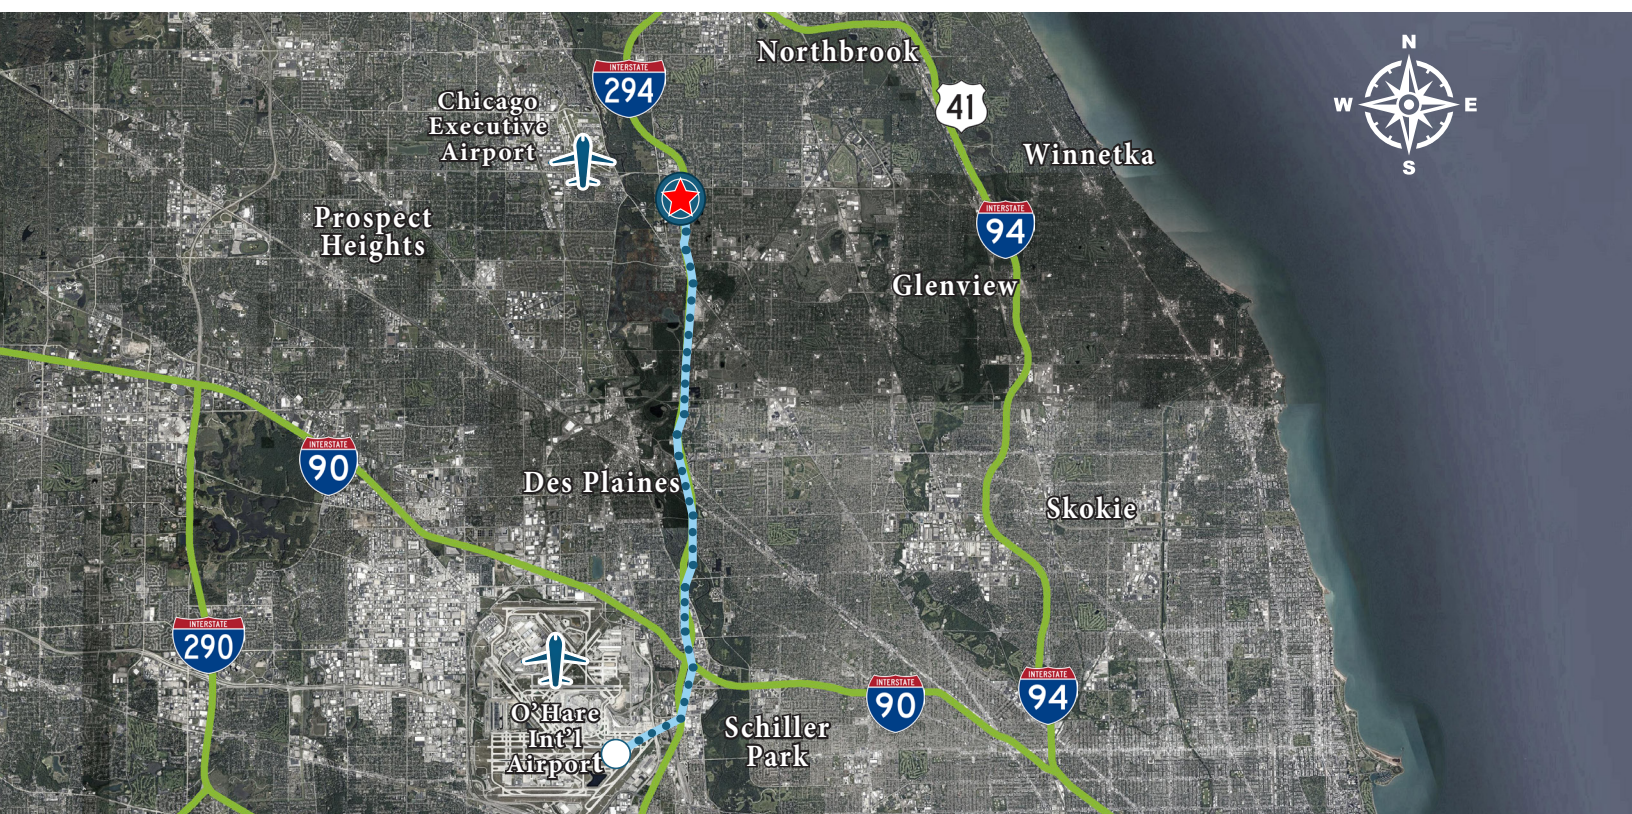 Northbrook
N
W
E
S
INTERSTATE
294
Chicago
Executive
Airport
41
Winnetka
Prospect
Heights
INTERSTATE
94
Glenview
INTERSTATE
90
Des Plaines
Skokie
INTERSTATE
290
INTERSTATE
90
INTERSTATE
94
O'Hare
Int'l
Airport
Schiller
Park